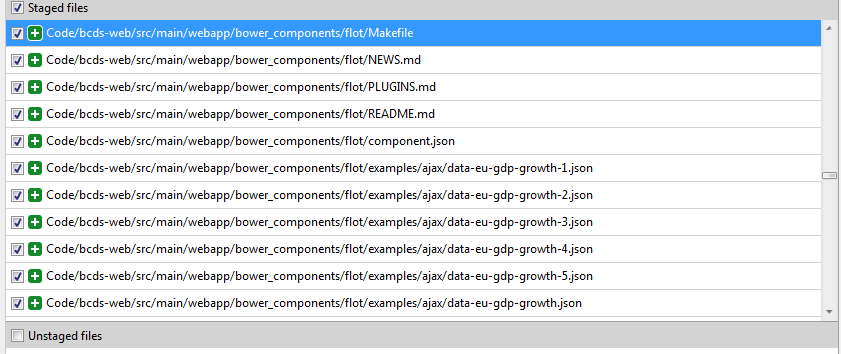 Staged files
Code/bcds-web/src/main/webapp/bower_components/flot/Makefile
Code/bcds-web/src/main/webapp/bower_components/flot/NEWS.md
Code/bcds-web/src/main/webapp/bower_components/flot/PLUGINS.md
Code/bcds-web/src/main/webapp/bower_components/flot/README.md
Code/bcds-web/src/main/webapp/bower_components/flot/component.json
Code/bcds-web/src/main/webapp/bower_components/flot/examples/ajax/data-eu-gdp-growth-1.json
Code/bcds-web/src/main/webapp/bower_components/flot/examples/ajax/data-eu-gdp-growth-2.json
Code/bcds-web/src/main/webapp/bower_components/flot/examples/ajax/data-eu-gdp-growth-3.json
Code/bcds-web/src/main/webapp/bower_components/flot/examples/ajax/data-eu-gdp-growth-4.json
Code/bcds-web/src/main/webapp/bower_components/flot/examples/ajax/data-eu-gdp-growth-5.json
Code/bcds-web/src/main/webapp/bower_components/flot/examples/ajax/data-eu-gdp-growth.json
Unstaged files